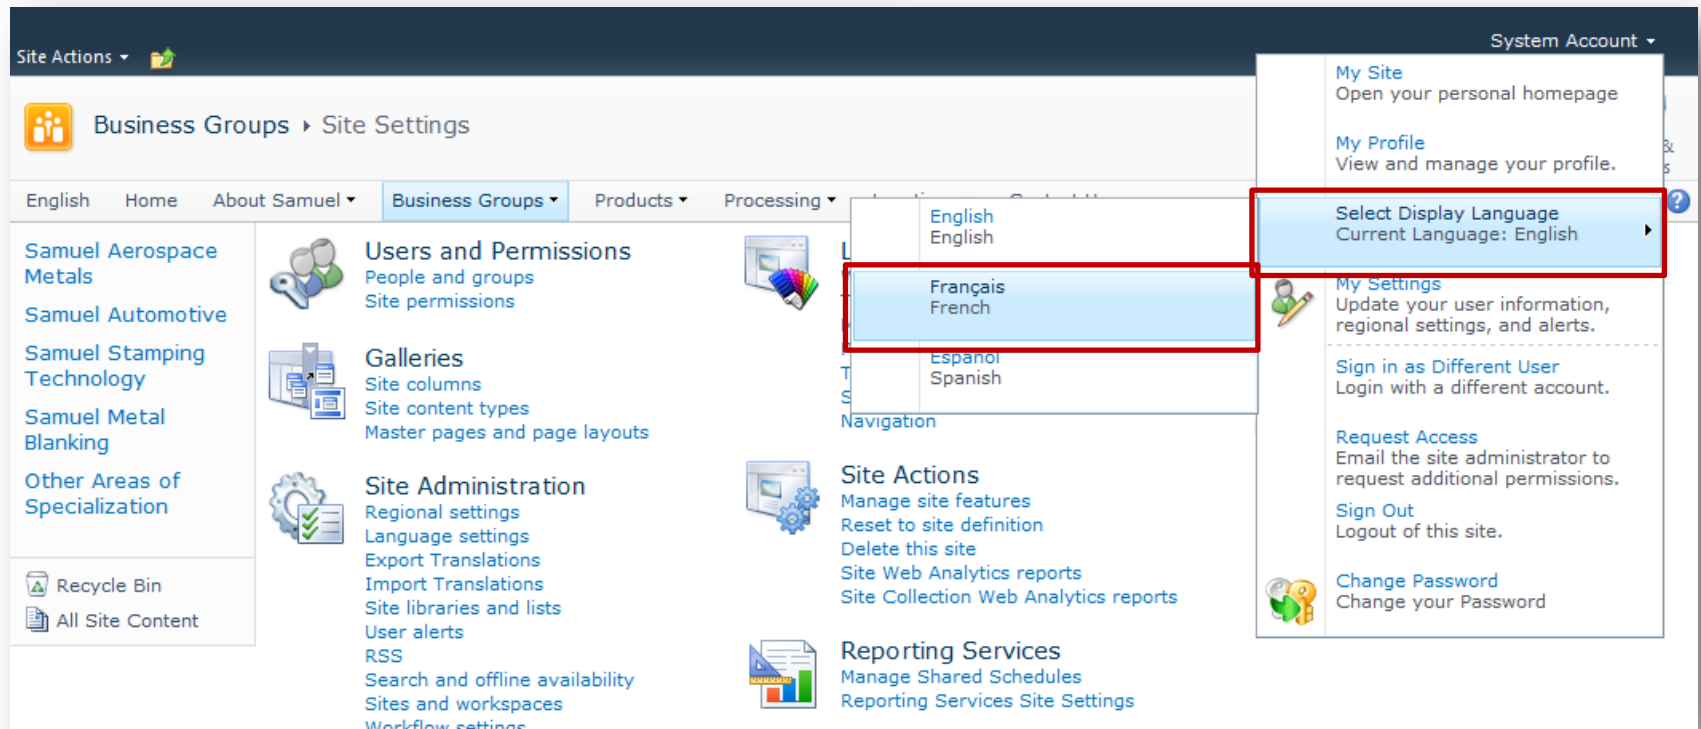 System Account
Site Actions
Business Groups ▸ Site Settings
English Home About Samuel Business Groups Products Processing
Samuel Aerospace
Metals
Samuel Automotive
Samuel Stamping
Technology
Samuel Metal
Blanking
Other Areas of
Specialization
Recycle Bin
All Site Content
Users and Permissions
People and groups
Site permissions
Galleries
Site columns
Site content types
Master pages and page layouts
Site Administration
Regional settings
Language settings
Export Translations
Import Translations
Site libraries and lists
User alerts
RSS
Search and offline availability
Sites and workspaces
Workflow settings
Navigation
Site Actions
Manage site features
Reset to site definition
Delete this site
Site Web Analytics reports
Site Collection Web Analytics reports
Reporting Services
Manage Shared Schedules
Reporting Services Site Settings
English
English
Français
French
Español
Spanish
My Site
Open your personal homepage
My Profile
View and manage your profile.
Select Display Language
Current Language: English
My Settings
Update your user information,
regional settings, and alerts.
Sign in as Different User
Login with a different account.
Request Access
Email the site administrator to
request additional permissions.
Sign Out
Logout of this site.
Change Password
Change your Password